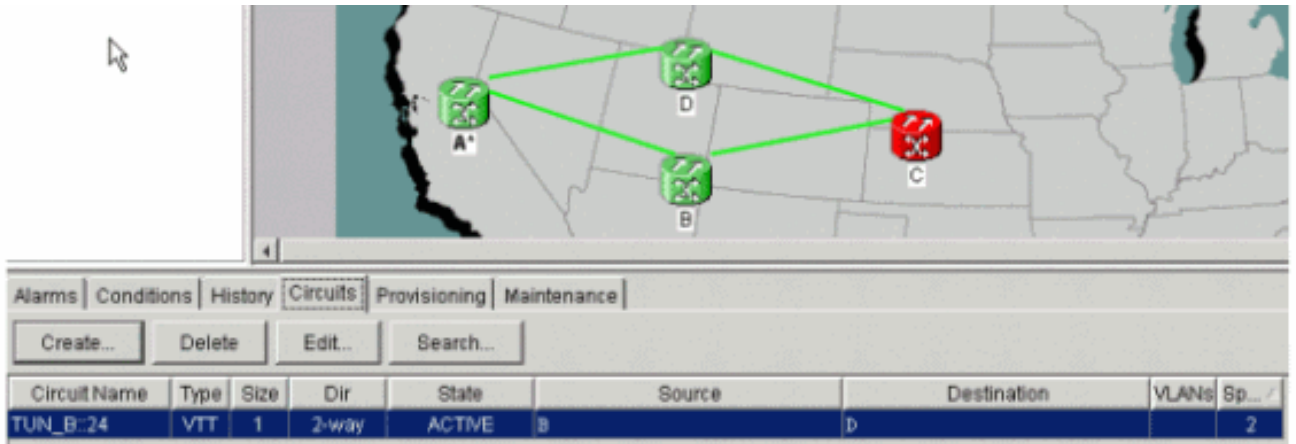 D
A*
C
B
Alarms Conditions History Circuits Provisioning Maintenance
Create... Delete Edit... Search...
Circuit Name Type Size Dir State Source Destination VLANs Sp...
TUN_B::24 VTT 1 2-way ACTIVE B D 2